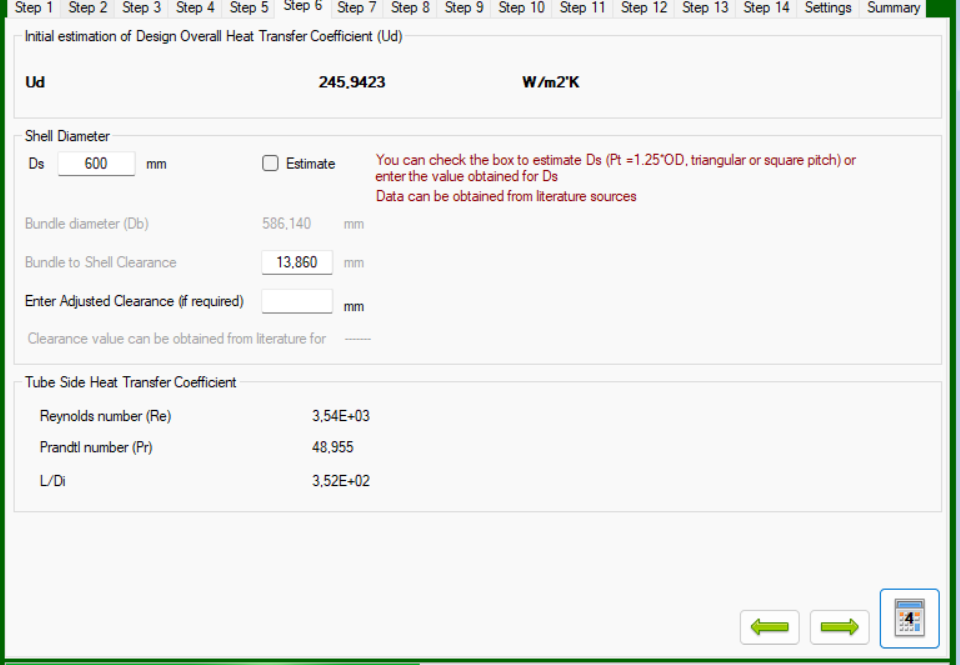 Step 1 Step 2 Step 3 Step 4 Step 5 Step 6 Step 7 Step 8 Step 9 Step 10 Step 11 Step 12 Step 13 Step 14 Settings Summary
Initial estimation of Design Overall Heat Transfer Coefficient (Ud)
Ud 245,9423 W/m2'K
Shell Diameter
Ds 600 mm Estimate You can check the box to estimate Ds (Pt =1.25*OD, triangular or square pitch) or
enter the value obtained for Ds
Data can be obtained from literature sources
Bundle diameter (Db) 586,140 mm
Bundle to Shell Clearance 13,860 mm
Enter Adjusted Clearance (if required) mm
Clearance value can be obtained from literature for -------
Tube Side Heat Transfer Coefficient
Reynolds number (Re) 3,54E+03
Prandtl number (Pr) 48,955
L/Di 3,52E+02
4